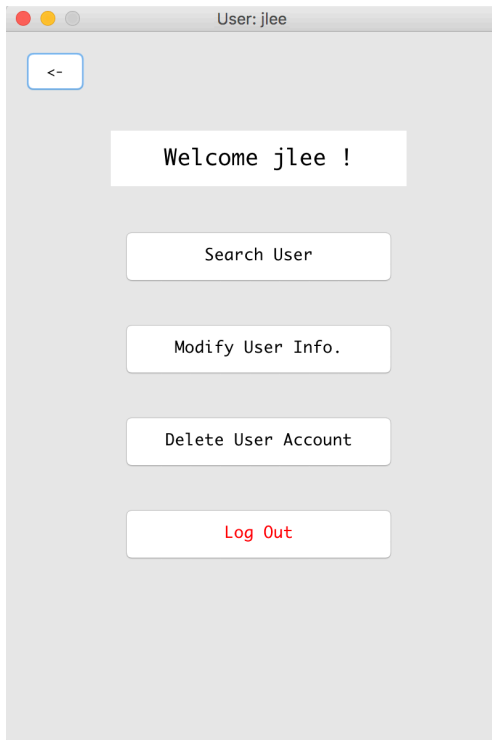 User: jlee
<-
Welcome jlee !
Search User
Modify User Info.
Delete User Account
Log Out